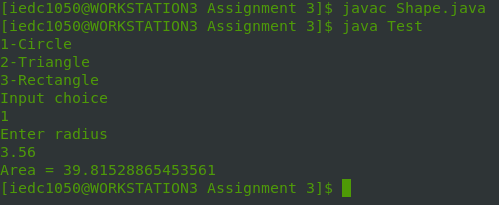 [iedc1050@WORKSTATION3 Assignment 3]$ javac Shape.java
[iedc1050@WORKSTATION3 Assignment 3]$ java Test
1-Circle
2-Triangle
3-Rectangle
Input choice
1
Enter radius
3.56
Area = 39.81528865453561
[iedc1050@WORKSTATION3 Assignment 3]$